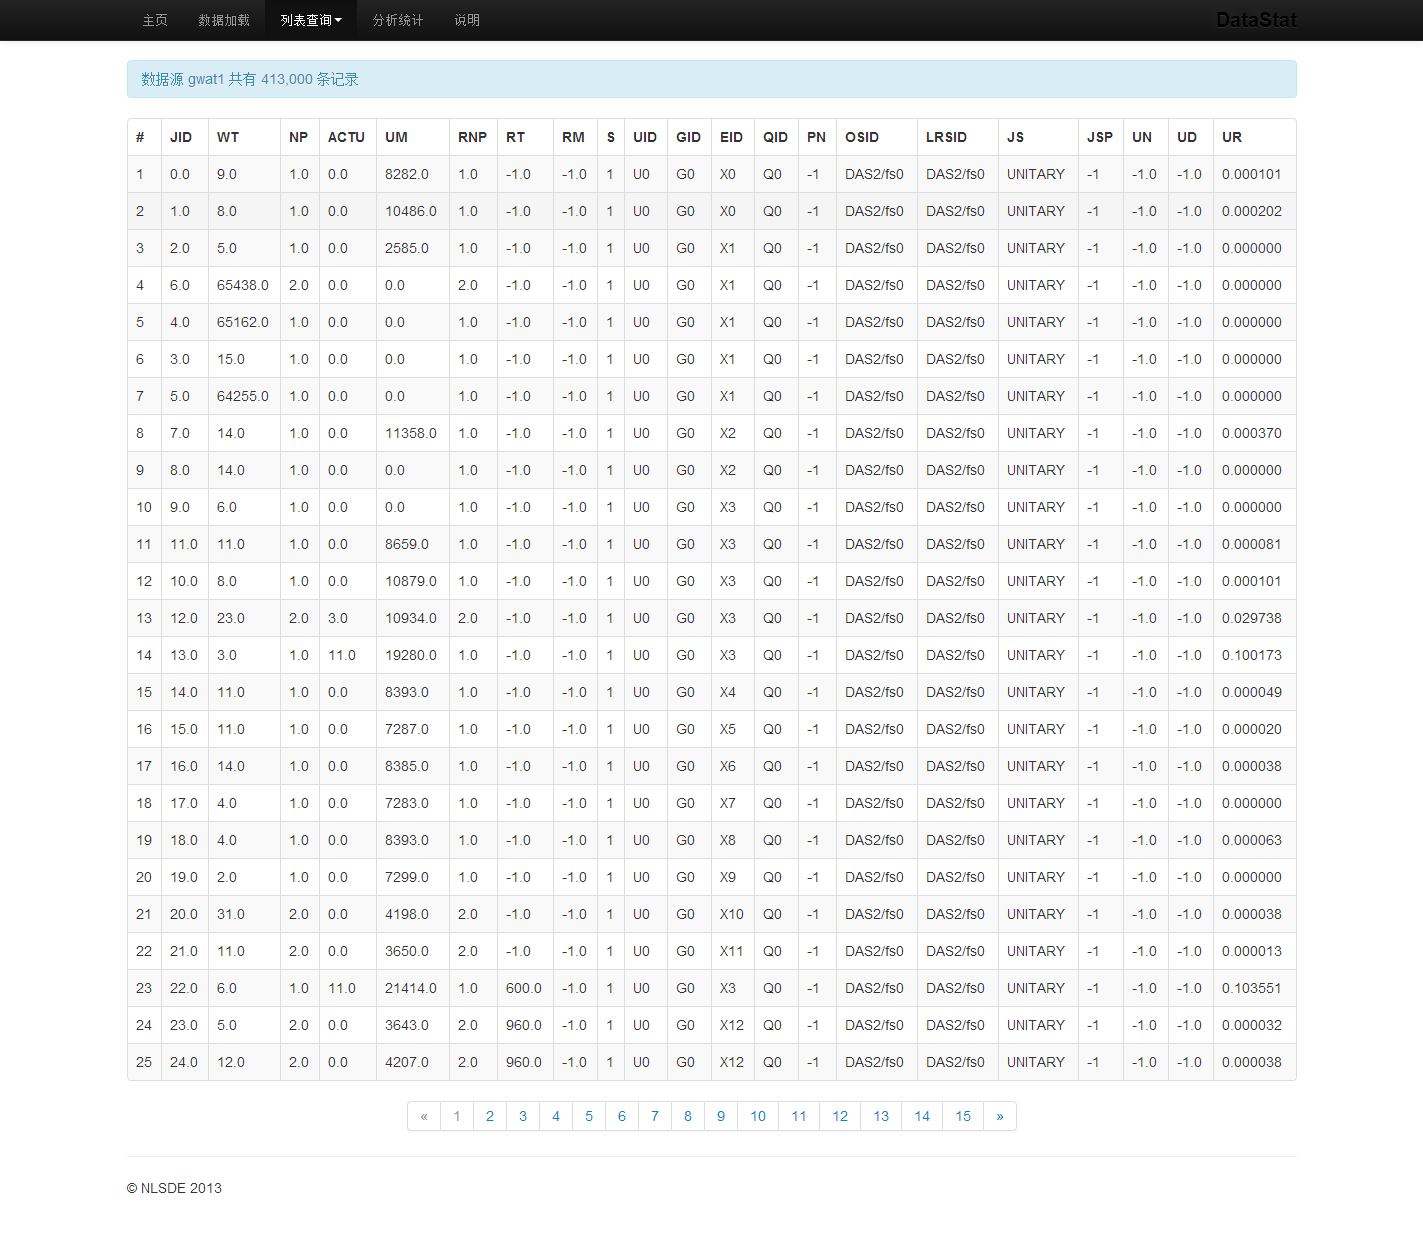 主页 数据加载 列表查询 分析统计 说明 DataStat
数据源 gwat1 共有 413,000 条记录
# JID WT NP ACTU UM RNP RT RM S UID GID EID QID PN OSID LRSID JS JSP UN UD UR
1 0.0 9.0 1.0 0.0 8282.0 1.0 -1.0 -1.0 1 U0 G0 X0 Q0 -1 DAS2/fs0 DAS2/fs0 UNITARY -1 -1.0 -1.0 0.000101
2 1.0 8.0 1.0 0.0 10486.0 1.0 -1.0 -1.0 1 U0 G0 X0 Q0 -1 DAS2/fs0 DAS2/fs0 UNITARY -1 -1.0 -1.0 0.000202
3 2.0 5.0 1.0 0.0 2585.0 1.0 -1.0 -1.0 1 U0 G0 X1 Q0 -1 DAS2/fs0 DAS2/fs0 UNITARY -1 -1.0 -1.0 0.000000
4 6.0 65438.0 2.0 0.0 0.0 2.0 -1.0 -1.0 1 U0 G0 X1 Q0 -1 DAS2/fs0 DAS2/fs0 UNITARY -1 -1.0 -1.0 0.000000
5 4.0 65162.0 1.0 0.0 0.0 1.0 -1.0 -1.0 1 U0 G0 X1 Q0 -1 DAS2/fs0 DAS2/fs0 UNITARY -1 -1.0 -1.0 0.000000
6 3.0 15.0 1.0 0.0 0.0 1.0 -1.0 -1.0 1 U0 G0 X1 Q0 -1 DAS2/fs0 DAS2/fs0 UNITARY -1 -1.0 -1.0 0.000000
7 5.0 64255.0 1.0 0.0 0.0 1.0 -1.0 -1.0 1 U0 G0 X1 Q0 -1 DAS2/fs0 DAS2/fs0 UNITARY -1 -1.0 -1.0 0.000000
8 7.0 14.0 1.0 0.0 11358.0 1.0 -1.0 -1.0 1 U0 G0 X2 Q0 -1 DAS2/fs0 DAS2/fs0 UNITARY -1 -1.0 -1.0 0.000370
9 8.0 14.0 1.0 0.0 0.0 1.0 -1.0 -1.0 1 U0 G0 X2 Q0 -1 DAS2/fs0 DAS2/fs0 UNITARY -1 -1.0 -1.0 0.000000
10 9.0 6.0 1.0 0.0 0.0 1.0 -1.0 -1.0 1 U0 G0 X3 Q0 -1 DAS2/fs0 DAS2/fs0 UNITARY -1 -1.0 -1.0 0.000000
11 11.0 11.0 1.0 0.0 8659.0 1.0 -1.0 -1.0 1 U0 G0 X3 Q0 -1 DAS2/fs0 DAS2/fs0 UNITARY -1 -1.0 -1.0 0.000081
12 10.0 8.0 1.0 0.0 10879.0 1.0 -1.0 -1.0 1 U0 G0 X3 Q0 -1 DAS2/fs0 DAS2/fs0 UNITARY -1 -1.0 -1.0 0.000101
13 12.0 23.0 2.0 3.0 10934.0 2.0 -1.0 -1.0 1 U0 G0 X3 Q0 -1 DAS2/fs0 DAS2/fs0 UNITARY -1 -1.0 -1.0 0.029738
14 13.0 3.0 1.0 11.0 19280.0 1.0 -1.0 -1.0 1 U0 G0 X3 Q0 -1 DAS2/fs0 DAS2/fs0 UNITARY -1 -1.0 -1.0 0.100173
15 14.0 11.0 1.0 0.0 8393.0 1.0 -1.0 -1.0 1 U0 G0 X4 Q0 -1 DAS2/fs0 DAS2/fs0 UNITARY -1 -1.0 -1.0 0.000049
16 15.0 11.0 1.0 0.0 7287.0 1.0 -1.0 -1.0 1 U0 G0 X5 Q0 -1 DAS2/fs0 DAS2/fs0 UNITARY -1 -1.0 -1.0 0.000020
17 16.0 14.0 1.0 0.0 8385.0 1.0 -1.0 -1.0 1 U0 G0 X6 Q0 -1 DAS2/fs0 DAS2/fs0 UNITARY -1 -1.0 -1.0 0.000038
18 17.0 4.0 1.0 0.0 7283.0 1.0 -1.0 -1.0 1 U0 G0 X7 Q0 -1 DAS2/fs0 DAS2/fs0 UNITARY -1 -1.0 -1.0 0.000000
19 18.0 4.0 1.0 0.0 8393.0 1.0 -1.0 -1.0 1 U0 G0 X8 Q0 -1 DAS2/fs0 DAS2/fs0 UNITARY -1 -1.0 -1.0 0.000063
20 19.0 2.0 1.0 0.0 7299.0 1.0 -1.0 -1.0 1 U0 G0 X9 Q0 -1 DAS2/fs0 DAS2/fs0 UNITARY -1 -1.0 -1.0 0.000000
21 20.0 31.0 2.0 0.0 4198.0 2.0 -1.0 -1.0 1 U0 G0 X10 Q0 -1 DAS2/fs0 DAS2/fs0 UNITARY -1 -1.0 -1.0 0.000038
22 21.0 11.0 2.0 0.0 3650.0 2.0 -1.0 -1.0 1 U0 G0 X11 Q0 -1 DAS2/fs0 DAS2/fs0 UNITARY -1 -1.0 -1.0 0.000013
23 22.0 6.0 1.0 11.0 21414.0 1.0 600.0 -1.0 1 U0 G0 X3 Q0 -1 DAS2/fs0 DAS2/fs0 UNITARY -1 -1.0 -1.0 0.103551
24 23.0 5.0 2.0 0.0 3643.0 2.0 960.0 -1.0 1 U0 G0 X12 Q0 -1 DAS2/fs0 DAS2/fs0 UNITARY -1 -1.0 -1.0 0.000032
25 24.0 12.0 2.0 0.0 4207.0 2.0 960.0 -1.0 1 U0 G0 X12 Q0 -1 DAS2/fs0 DAS2/fs0 UNITARY -1 -1.0 -1.0 0.000038
« 1 2 3 4 5 6 7 8 9 10 11 12 13 14 15 »
© NLSDE 2013